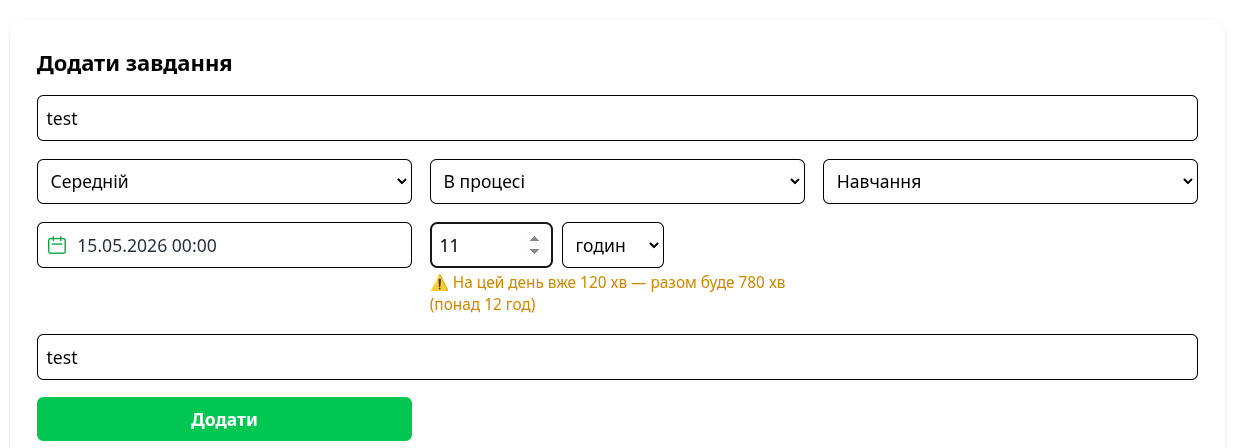 Додати завдання
test
Середній В процесі Навчання
15.05.2026 00:00 11 годин
⚠️ На цей день вже 120 хв — разом буде 780 хв
(понад 12 год)
test
Додати